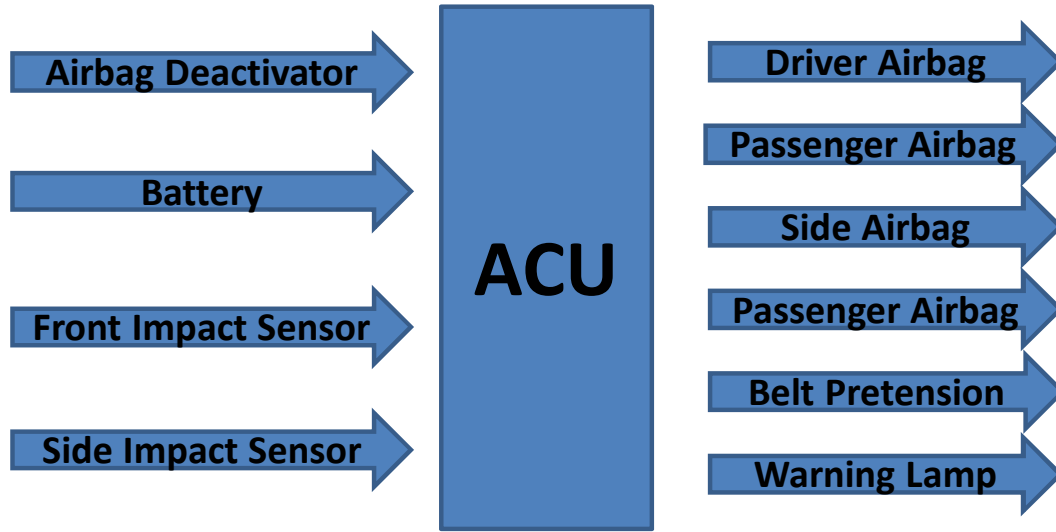 Airbag Deactivator
Battery
Front Impact Sensor
Side Impact Sensor
ACU
Driver Airbag
Passenger Airbag
Side Airbag
Passenger Airbag
Belt Pretension
Warning Lamp